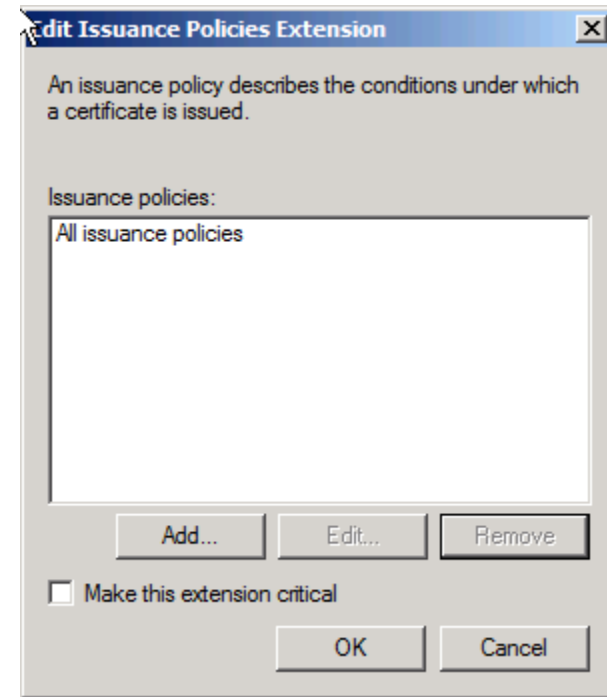 Edit Issuance Policies Extension
An issuance policy describes the conditions under which
a certificate is issued.
Issuance policies:
All issuance policies
Add...
Edit...
Remove
Make this extension critical
OK
Cancel